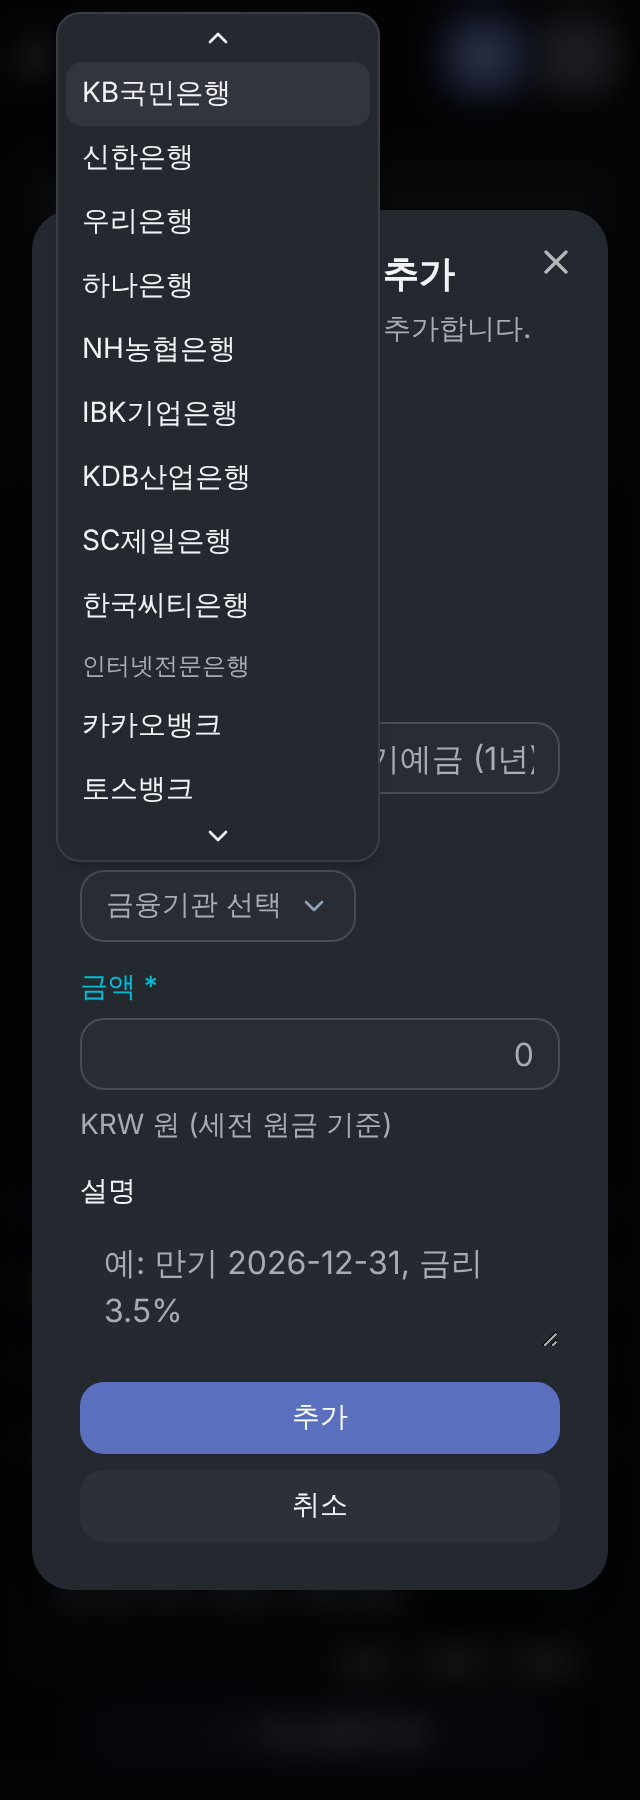 KB국민은행
신한은행
우리은행
하나은행
NH농협은행
IBK기업은행
KDB산업은행
SC제일은행
한국씨티은행
인터넷전문은행
카카오뱅크
토스뱅크
추가
추가합니다.
기예금 (1년)
금융기관 선택
금액 *
0
KRW 원 (세전 원금 기준)
설명
예: 만기 2026-12-31, 금리
3.5%
추가
취소